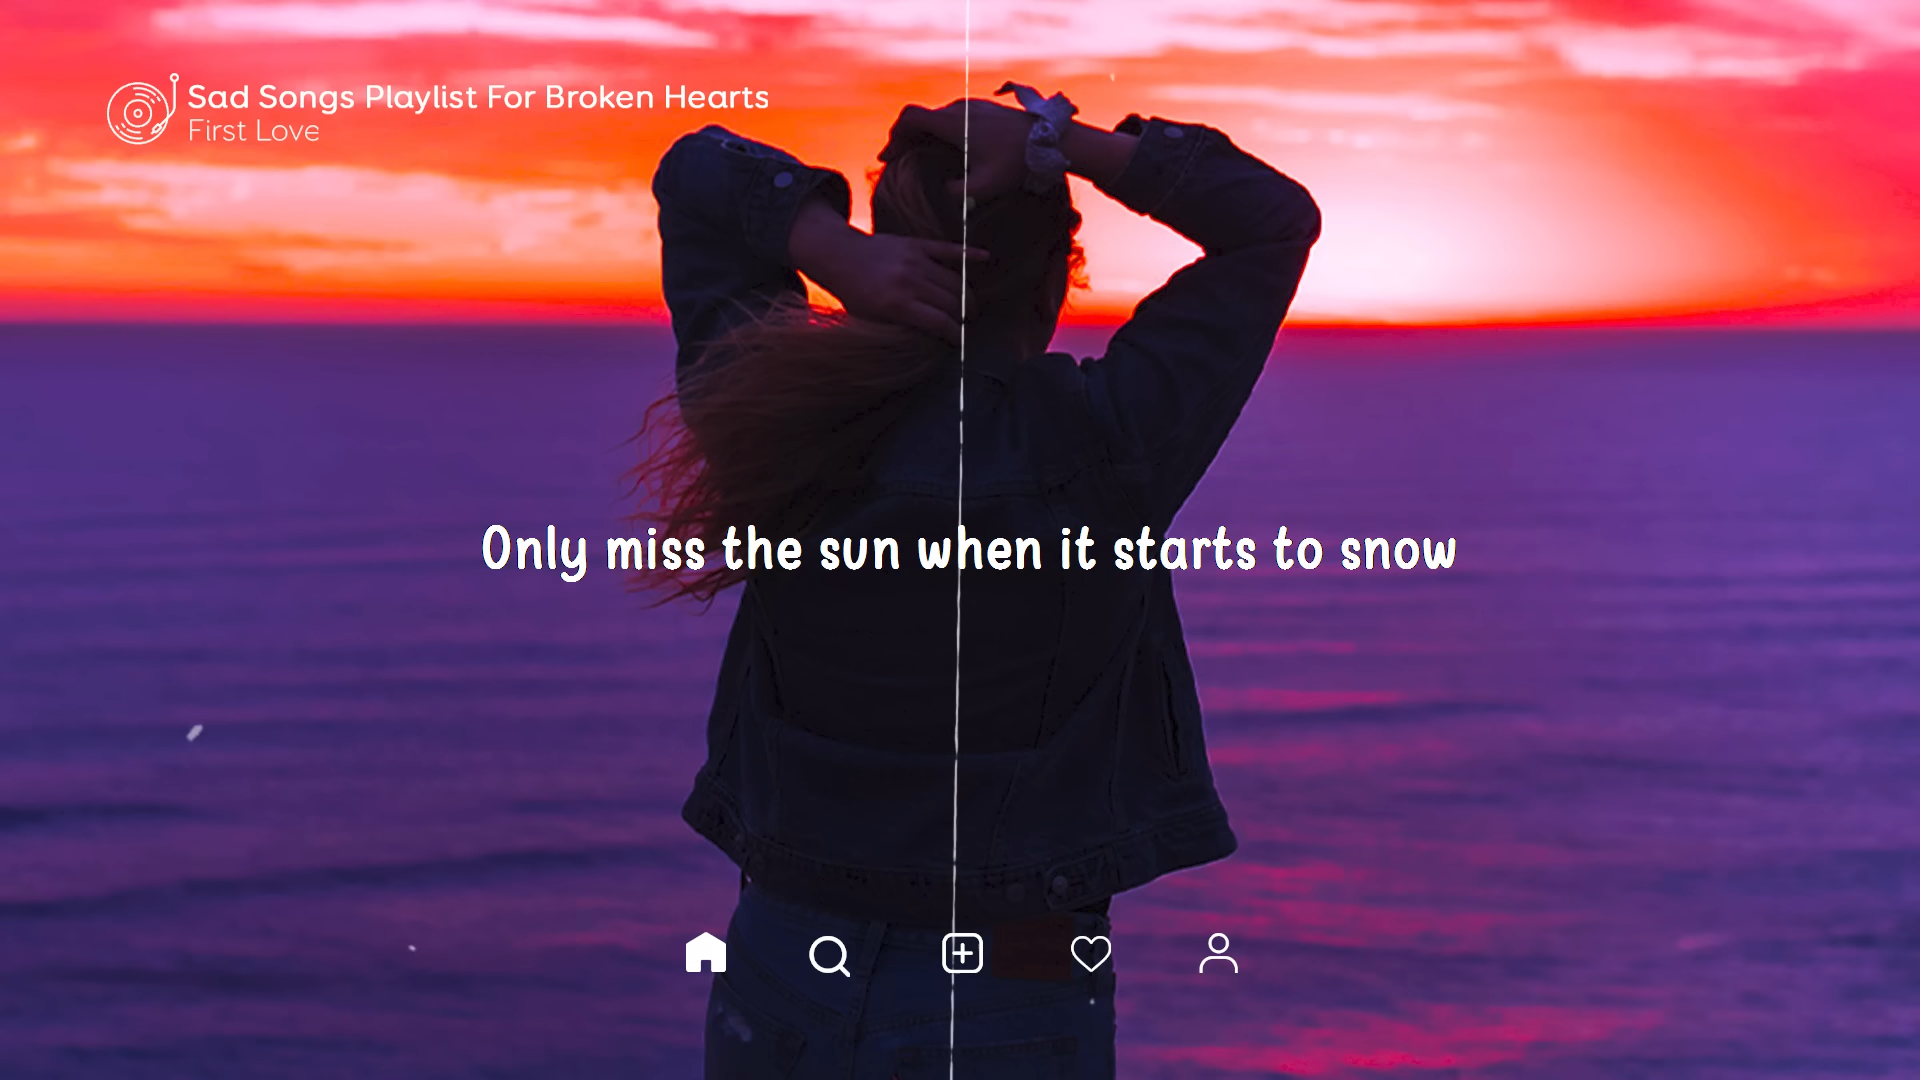 Sad Songs Playlist For Broken Hearts
First Love
Only miss the sun when it starts to snow